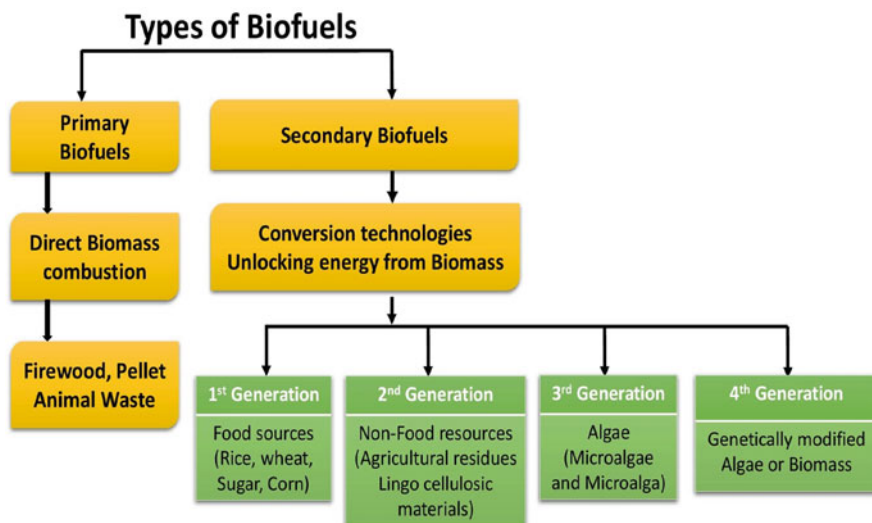 Types of Biofuels
Primary
Biofuels
Direct Biomass
combustion
Firewood, Pellet
Animal Waste
Secondary Biofuels
Conversion technologies
Unlocking energy from Biomass
1st Generation
Food sources
(Rice, wheat,
Sugar, Corn)
2nd Generation
Non-Food resources
(Agricultural residues
Lingo cellulosic
materials)
3rd Generation
Algae
(Microalgae
and Microalga)
4th Generation
Genetically modified
Algae or Biomass